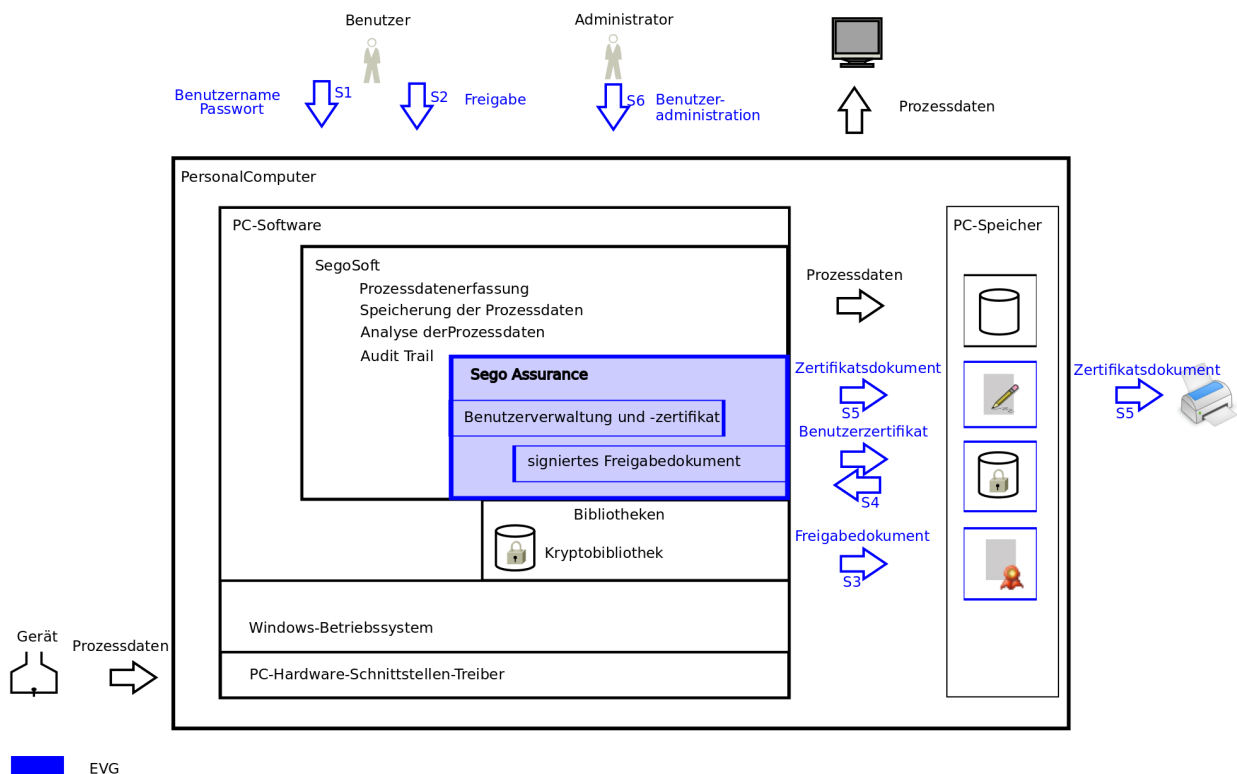 Benutzer
Administrator
Benutzername
Passwort
S1
S2
Freigabe
S6
Benutzer-
administration
Prozessdaten
PersonalComputer
PC-Software
PC-Speicher
SegoSoft
Prozessdatenerfassung
Speicherung der Prozessdaten
Analyse derProzessdaten
Audit Trail
Prozessdaten
Sego Assurance
Benutzerverwaltung und -zertifikat
signiertes Freigabedokument
Zertifikatsdokument
S5
Zertifikatsdokument
S5
Benutzerzertifikat
S4
Bibliotheken
Kryptobibliothek
Freigabedokument
S3
Windows-Betriebssystem
PC-Hardware-Schnittstellen-Treiber
Gerät
Prozessdaten
EVG